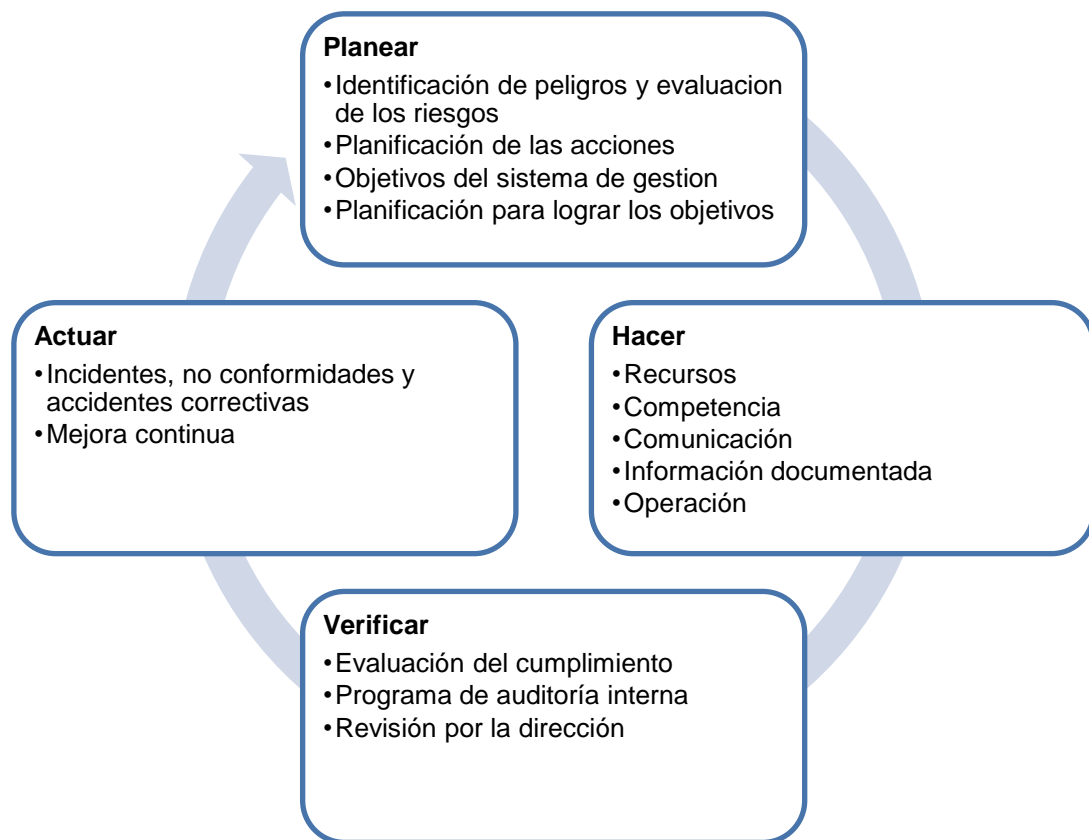 Planear
•Identificación de peligros y evaluacion
de los riesgos
•Planificación de las acciones
•Objetivos del sistema de gestion
•Planificación para lograr los objetivos
Actuar
•Incidentes, no conformidades y
accidentes correctivas
•Mejora continua
Hacer
•Recursos
•Competencia
•Comunicación
•Información documentada
•Operación
Verificar
•Evaluación del cumplimiento
•Programa de auditoría interna
•Revisión por la dirección